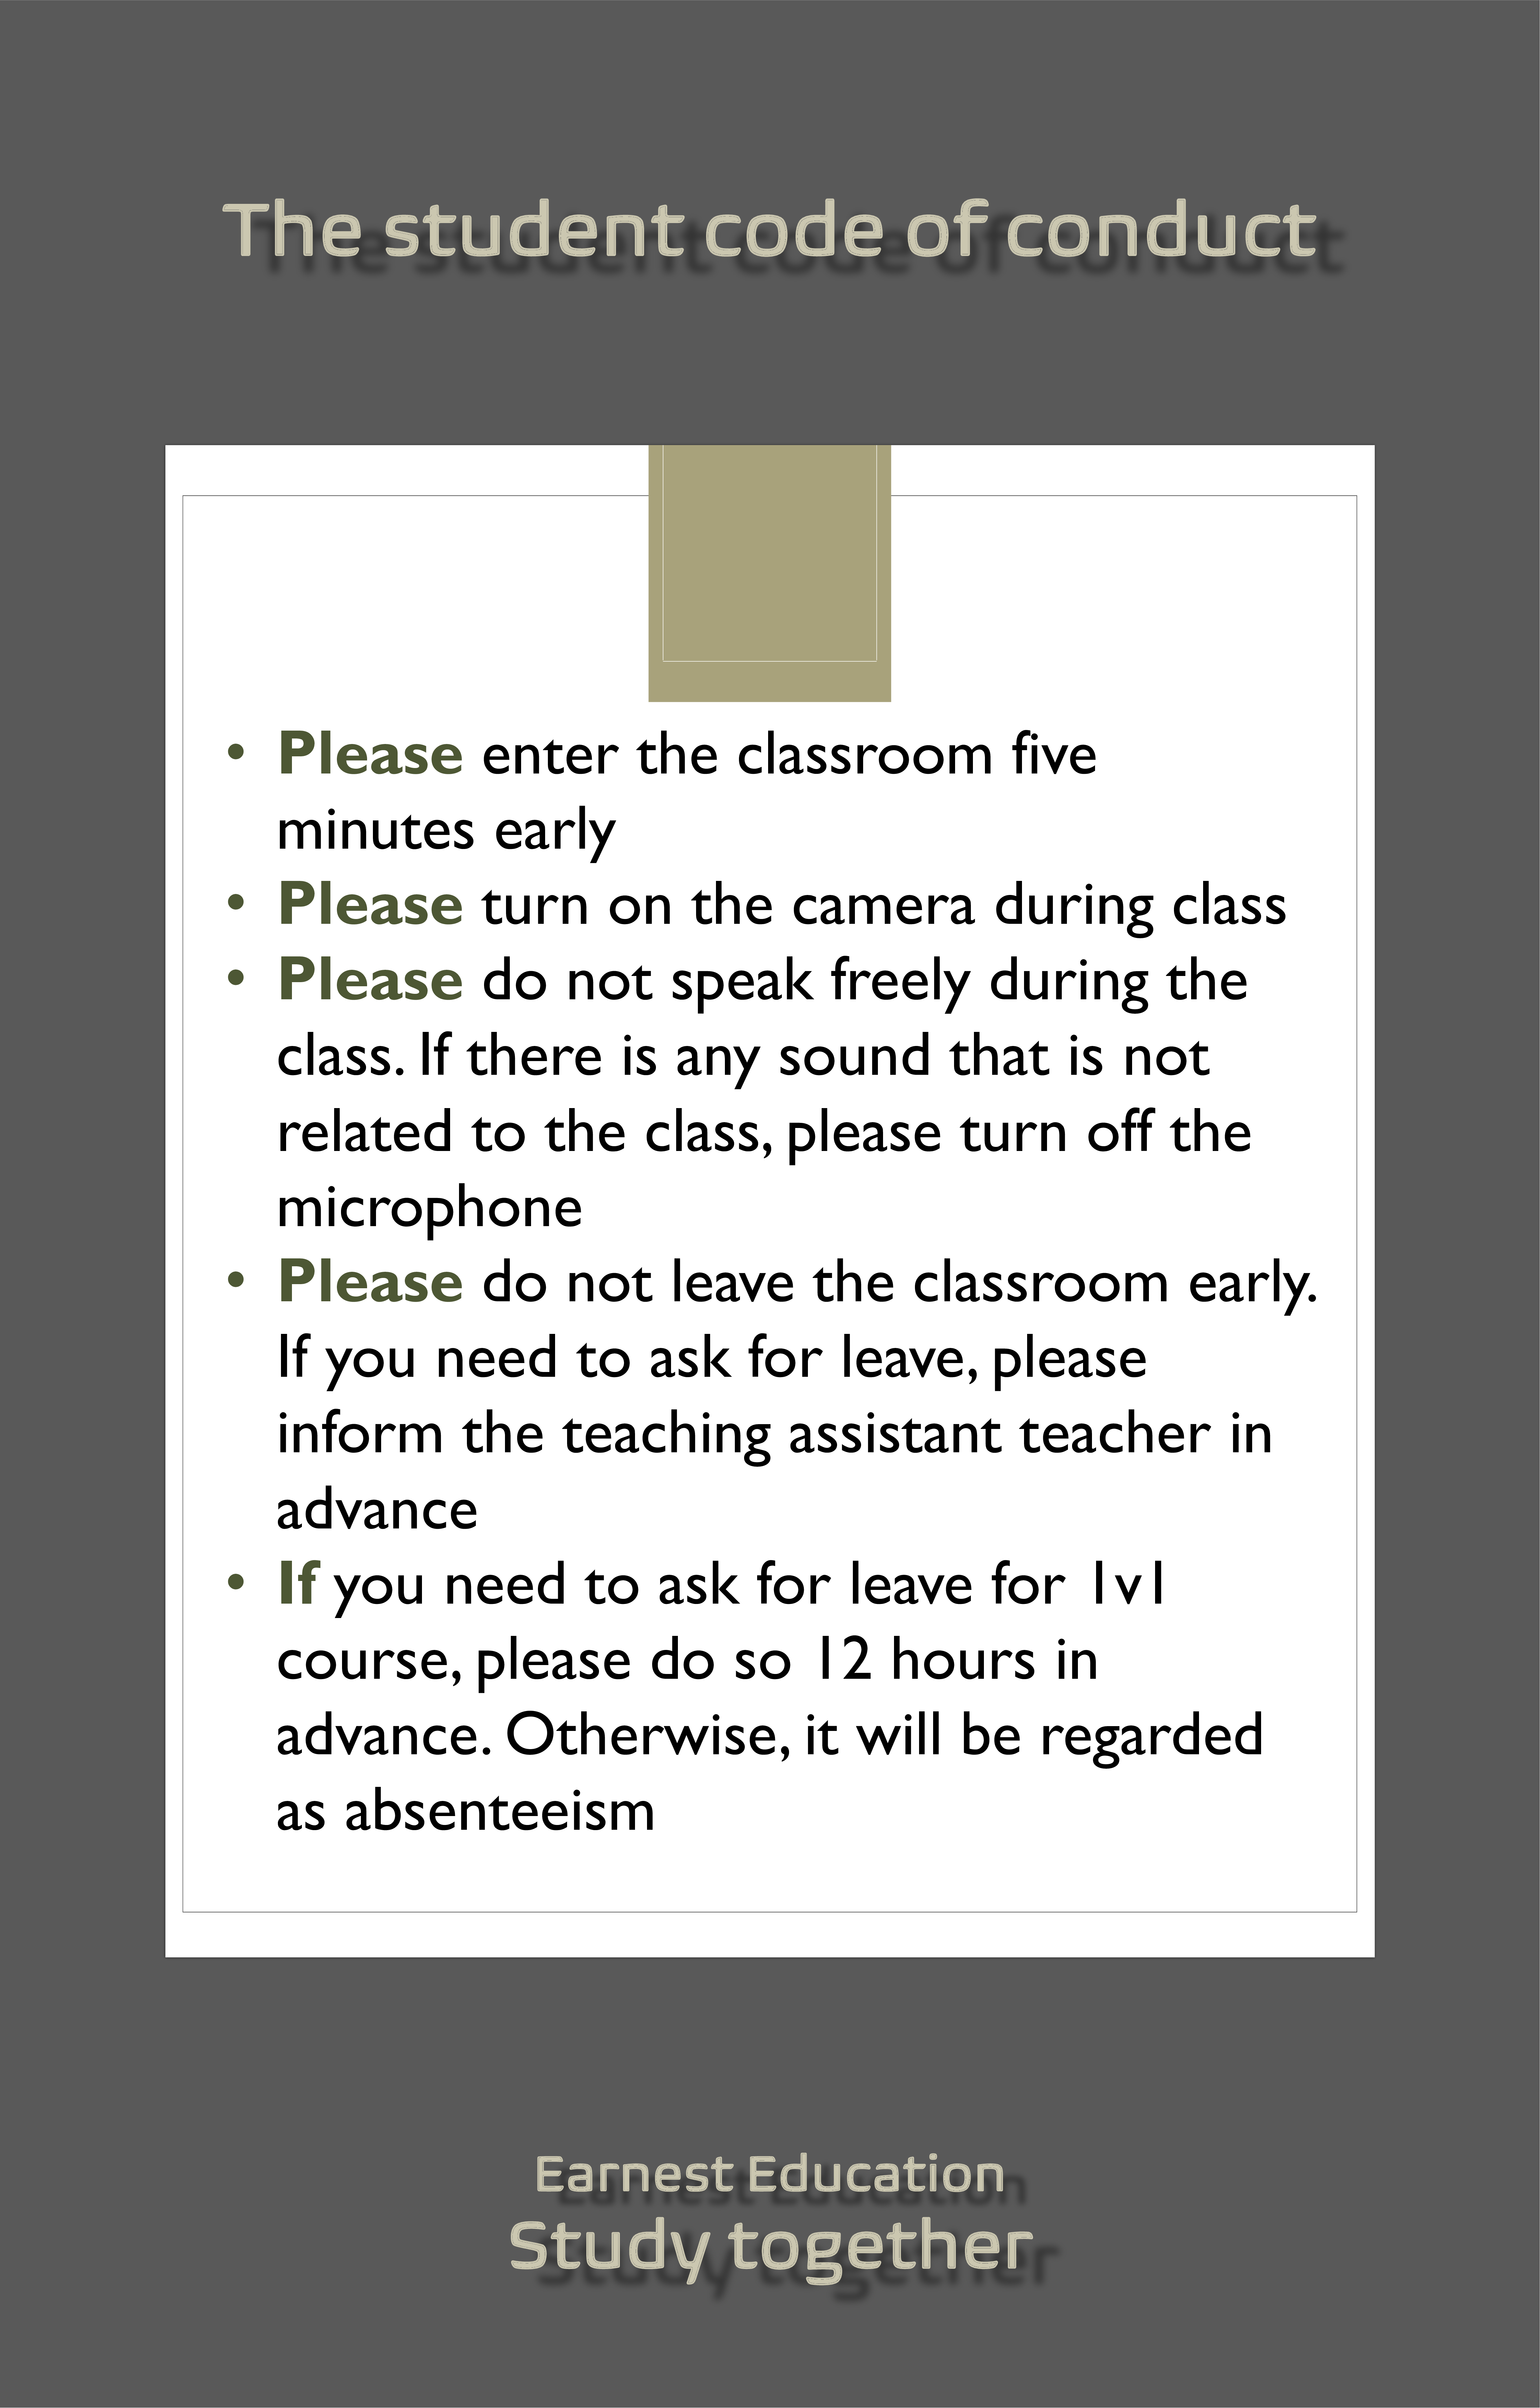 The student code of conduct
• Please enter the classroom five
minutes early
• Please turn on the camera during class
• Please do not speak freely during the
class. If there is any sound that is not
related to the class, please turn off the
microphone
• Please do not leave the classroom early.
If you need to ask for leave, please
inform the teaching assistant teacher in
advance
• If you need to ask for leave for 1v1
course, please do so 12 hours in
advance. Otherwise, it will be regarded
as absenteeism
Earnest Education
Study together